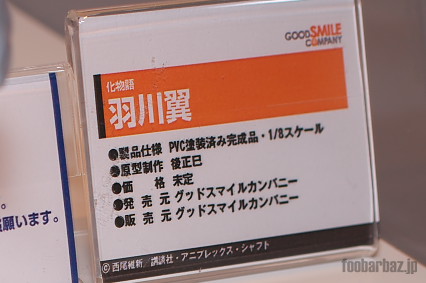 GOODSMILE
COMPANY
化物語
羽川翼
●製品仕様 PVC塗装済み完成品・1/8スケール
●原型制作 後正巳
●価　　格 未定
●発 売 元 グッドスマイルカンパニー
●販 売 元 グッドスマイルカンパニー
©西尾維新／講談社・アニプレックス・シャフト
願います。
foobarbaz.jp